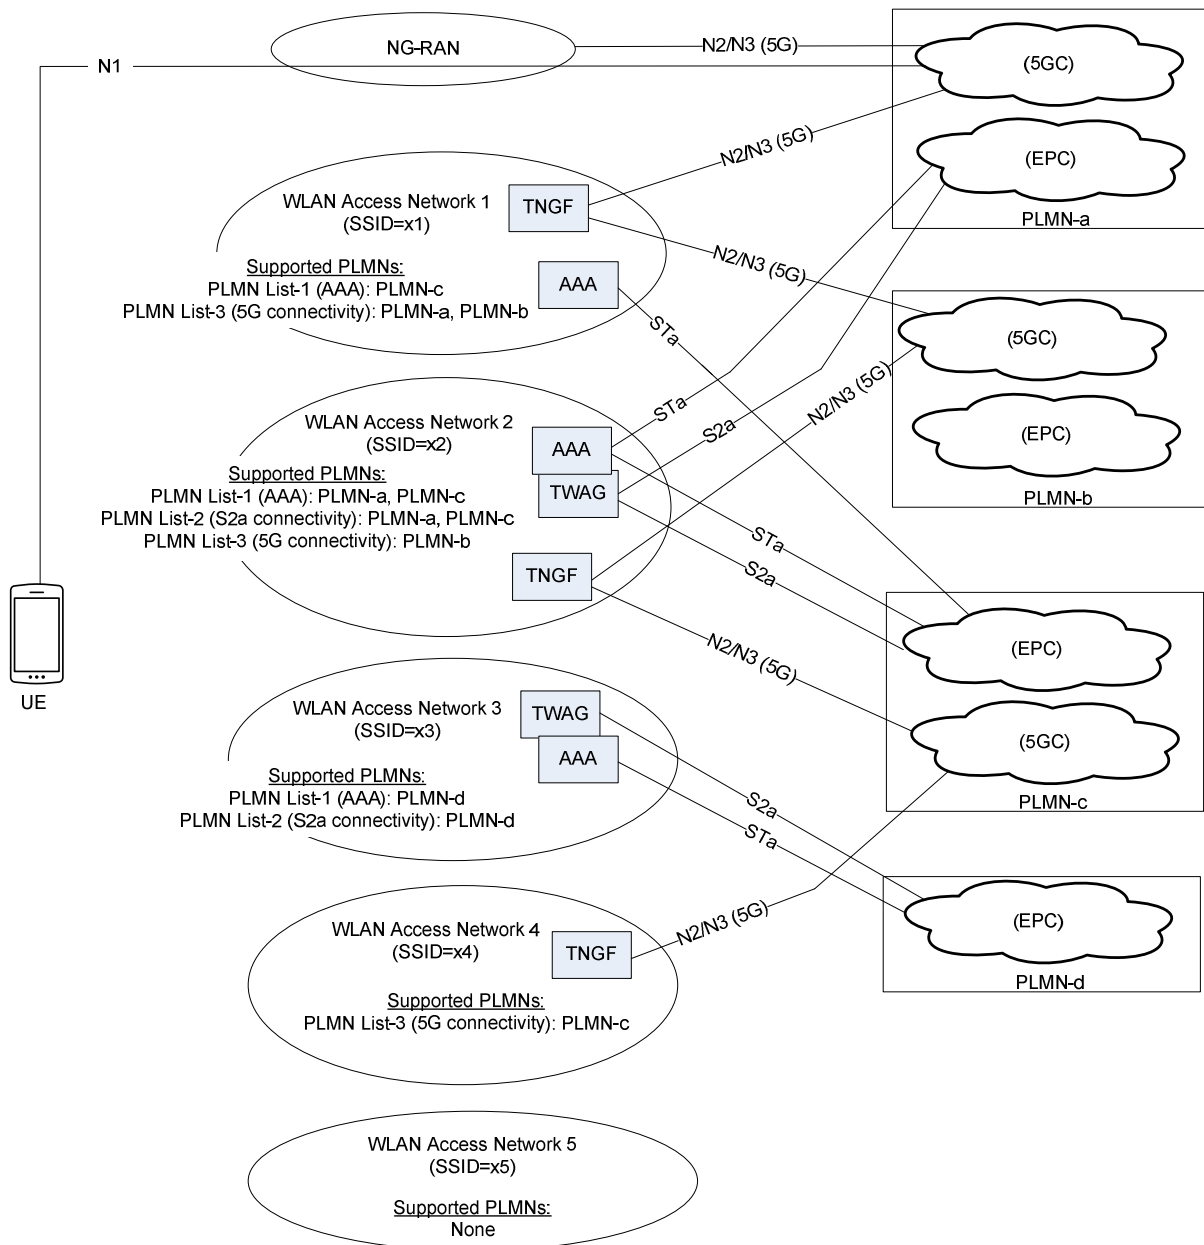 NG-RAN
N2/N3 (5G)
N1
(5GC)
(EPC)
PLMN-a
N2/N3 (5G)
WLAN Access Network 1
(SSID=x1)
TNGF
Supported PLMNs:
PLMN List-1 (AAA): PLMN-c
PLMN List-3 (5G connectivity): PLMN-a, PLMN-b
AAA
N2/N3 (5G)
STa
(5GC)
(EPC)
PLMN-b
N2/N3 (5G)
STa
S2a
WLAN Access Network 2
(SSID=x2)
AAA
TWAG
Supported PLMNs:
PLMN List-1 (AAA): PLMN-a, PLMN-c
PLMN List-2 (S2a connectivity): PLMN-a, PLMN-c
PLMN List-3 (5G connectivity): PLMN-b
TNGF
STa
S2a
N2/N3 (5G)
(EPC)
(5GC)
PLMN-c
UE
WLAN Access Network 3
(SSID=x3)
TWAG
AAA
Supported PLMNs:
PLMN List-1 (AAA): PLMN-d
PLMN List-2 (S2a connectivity): PLMN-d
S2a
STa
(EPC)
PLMN-d
WLAN Access Network 4
(SSID=x4)
TNGF
N2/N3 (5G)
Supported PLMNs:
PLMN List-3 (5G connectivity): PLMN-c
WLAN Access Network 5
(SSID=x5)
Supported PLMNs:
None